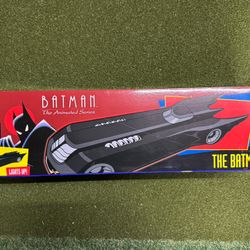 BATMAN
The Animated Series
LIGHTS UP!
THE BATM